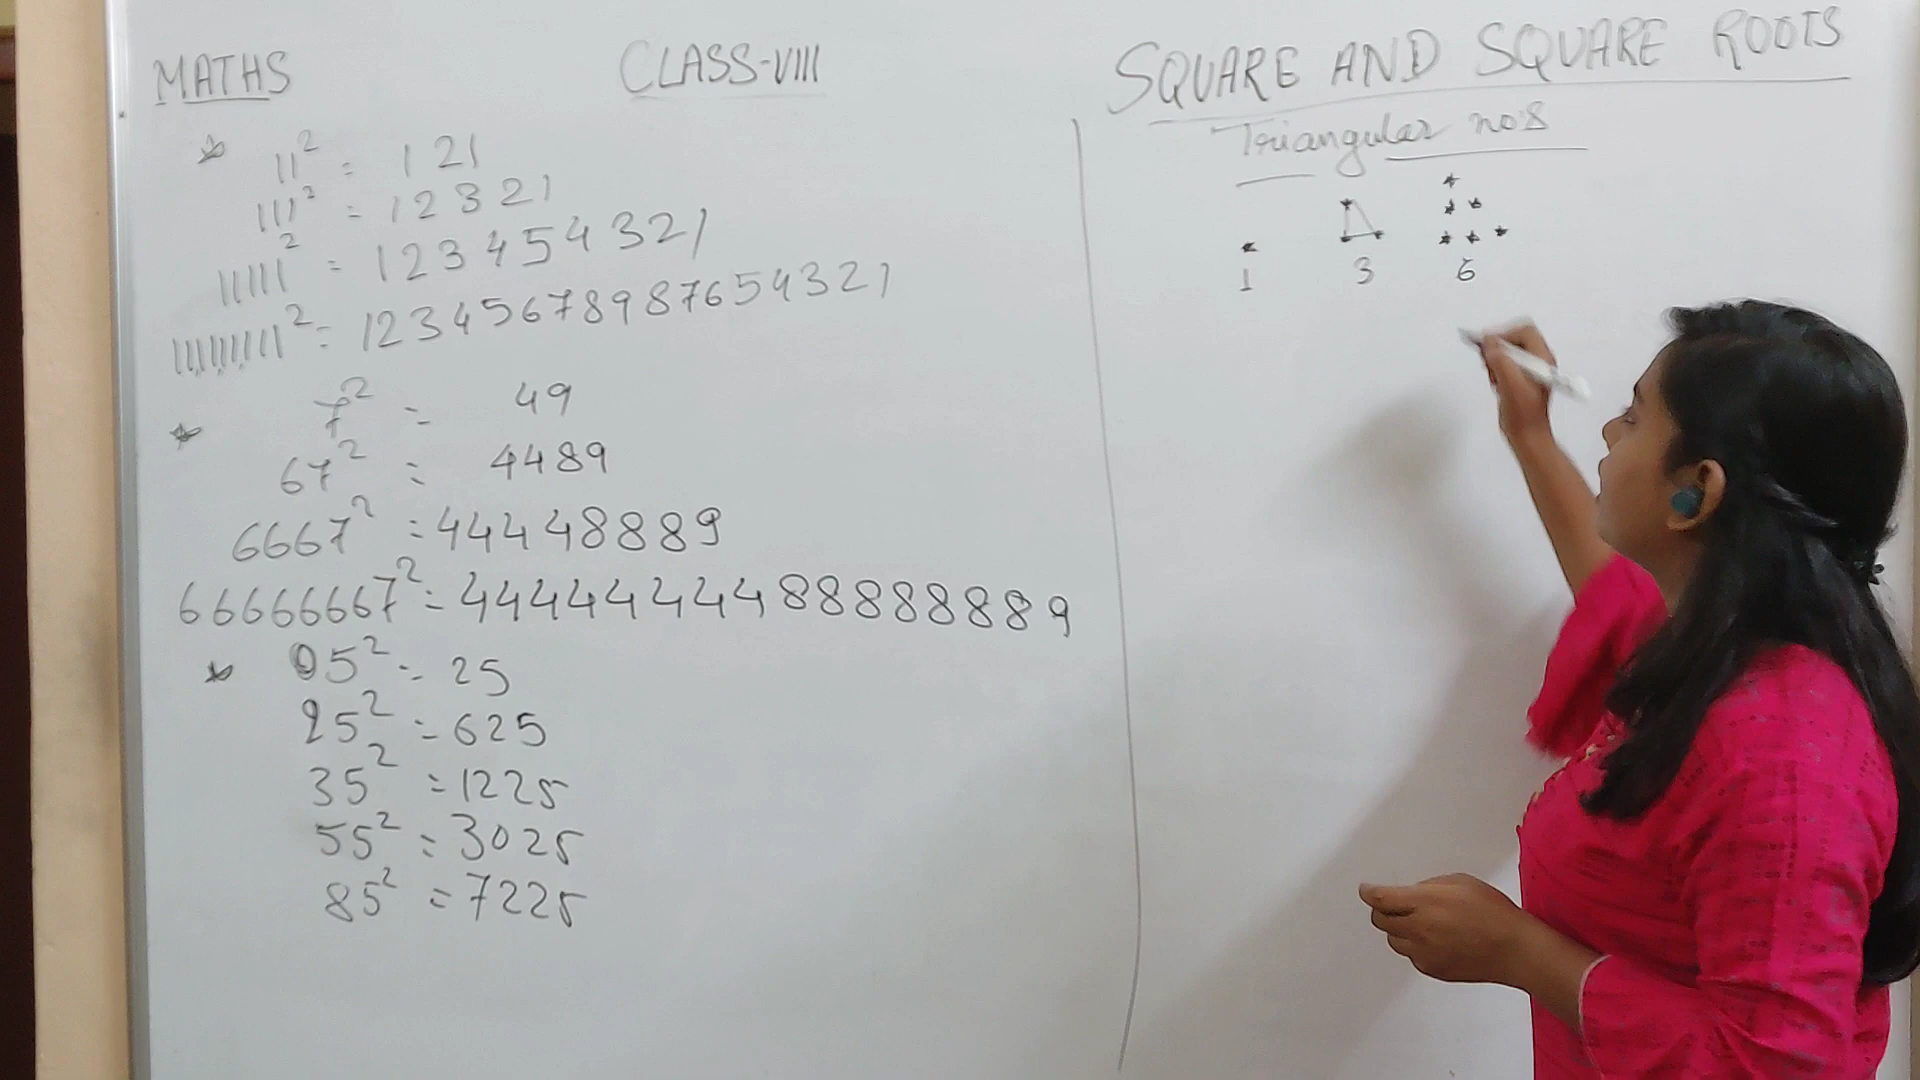 MATHS
CLASS-VIII
SQUARE AND SQUARE ROOTS
11² = 121
111² = 12321
11111² = 123454321
111111111² = 12345678987654321
7² = 49
67² = 4489
6667² = 44448889
66666667² = 4444444488888889
05² = 25
25² = 625
35² = 1225
55² = 3025
85² = 7225
Triangular no.s
1 3 6